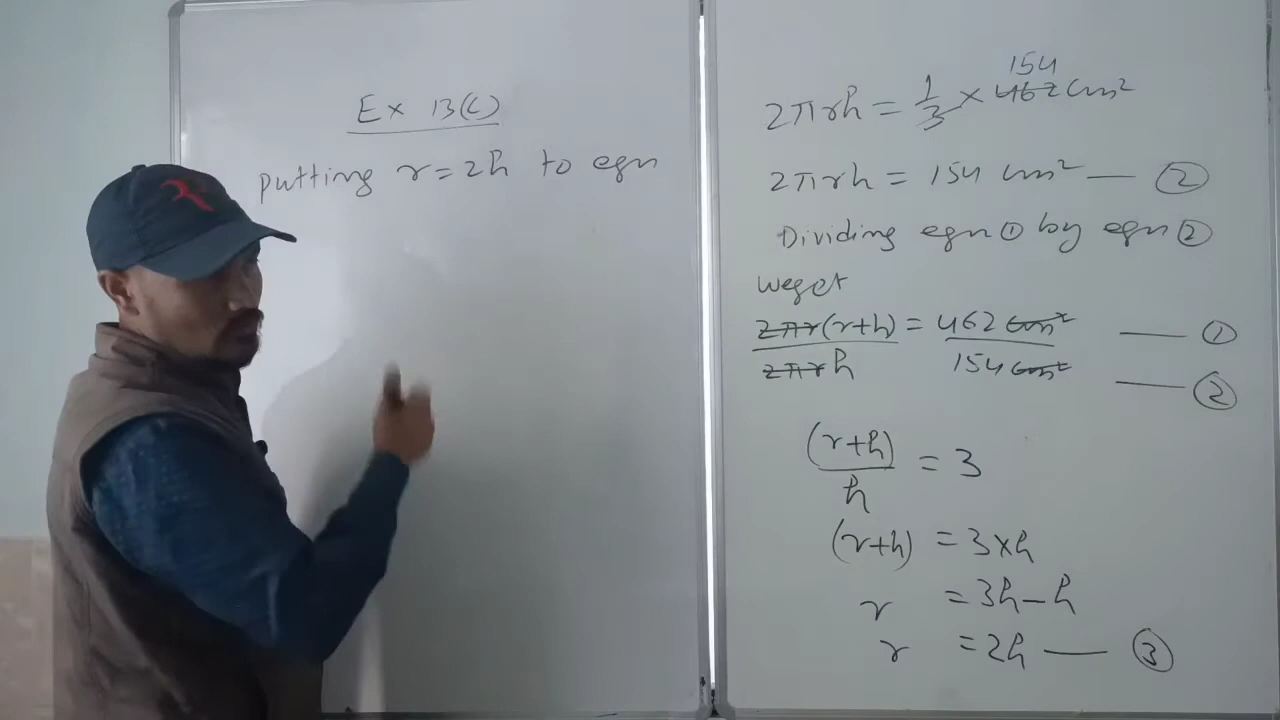 Ex 13(C)
putting r = 2h to eqn
154
2πrh = 1/3 × 462 cm²
2πrh = 154 cm² — ②
Dividing eqn ① by eqn ②
we get
2πr(r+h) = 462 cm² — ①
2πrh 154 cm² — ②
(r+h) = 3
h
(r+h) = 3×h
r = 3h – h
r = 2h — ③